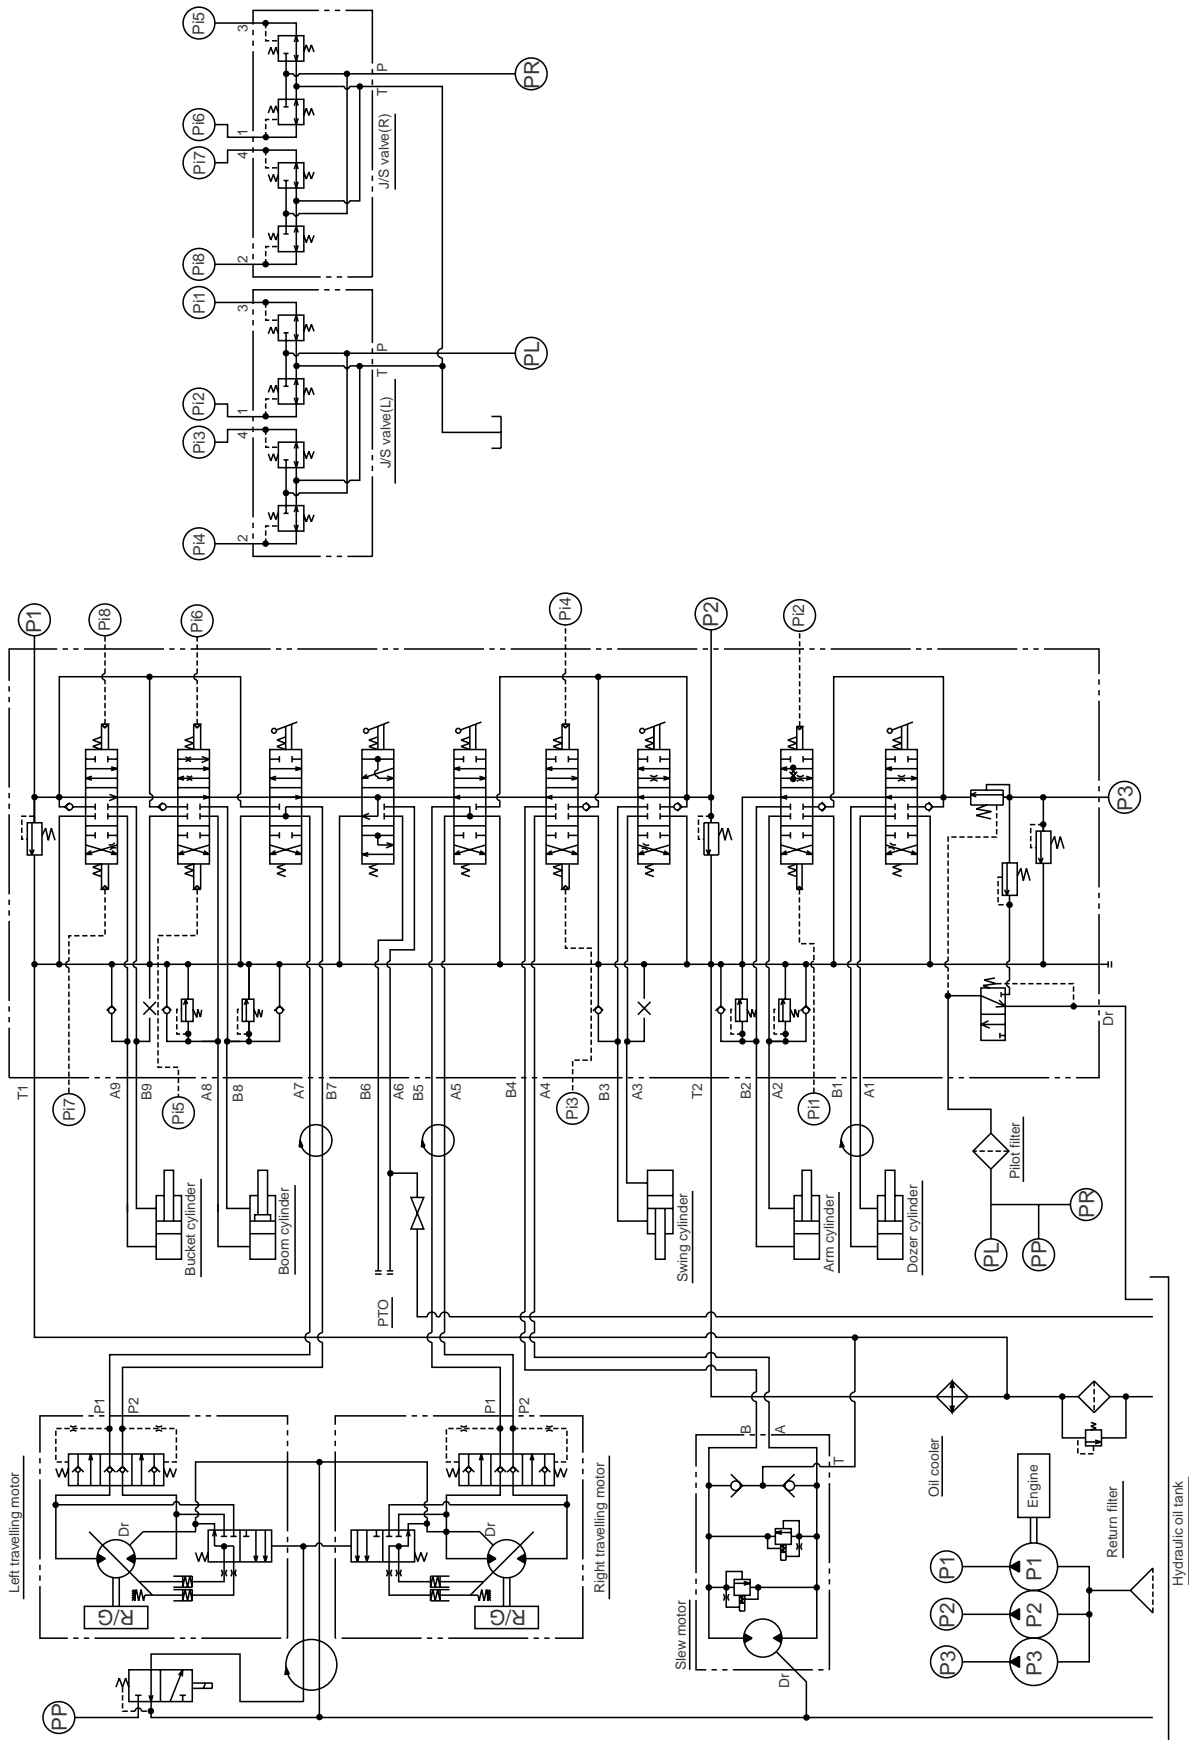 Pi5
3
Pi6
1
Pi7
4
Pi8
2
P
T
PR
J/S valve(R)
Pi1
3
Pi2
1
Pi3
4
Pi4
2
P
T
PL
J/S valve(L)
P1
Pi8
Pi6
Pi4
P2
Pi2
P3
T1
Pi7
A9
B9
Pi5
A8
B8
A7
B7
B6
A6
B5
A5
B4
A4
Pi3
B3
A3
T2
B2
A2
Pi1
B1
A1
Dr
Bucket cylinder
Boom cylinder
PTO
Swing cylinder
Arm cylinder
Dozer cylinder
Pilot filter
PL
PP
PR
Left travelling motor
P1
P2
Dr
R/G
Right travelling motor
P1
P2
Dr
R/G
PP
Slew motor
B
A
T
Dr
Oil cooler
Return filter
Engine
P1
P2
P3
P1
P2
P3
Hydraulic oil tank